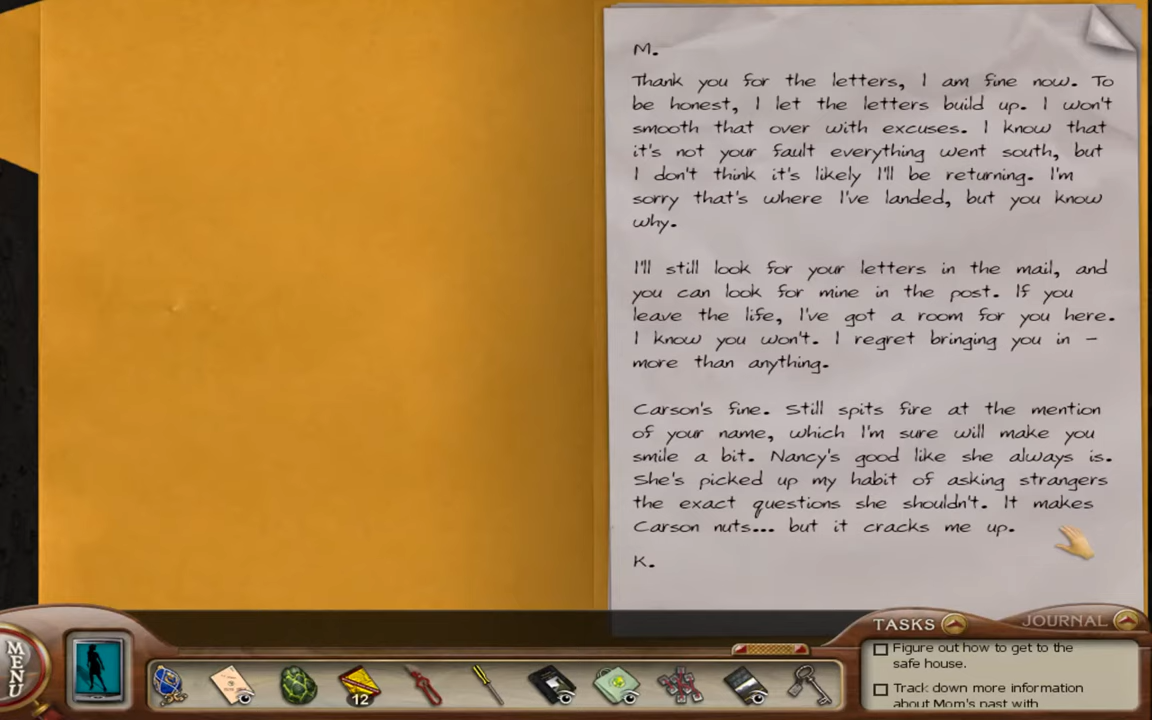 M.
Thank you for the letters, I am fine now. To
be honest, I let the letters build up. I won't
smooth that over with excuses. I know that
it's not your fault everything went south, but
I don't think it's likely I'll be returning. I'm
sorry that's where I've landed, but you know
why.
I'll still look for your letters in the mail, and
you can look for mine in the post. If you
leave the life, I've got a room for you here.
I know you won't. I regret bringing you in -
more than anything.
Carson's fine. Still spits fire at the mention
of your name, which I'm sure will make you
smile a bit. Nancy's good like she always is.
She's picked up my habit of asking strangers
the exact questions she shouldn't. It makes
Carson nuts... but it cracks me up.
K.
MENU
12
TASKS
JOURNAL
Figure out how to get to the
safe house.
Track down more information
about Mom's past with